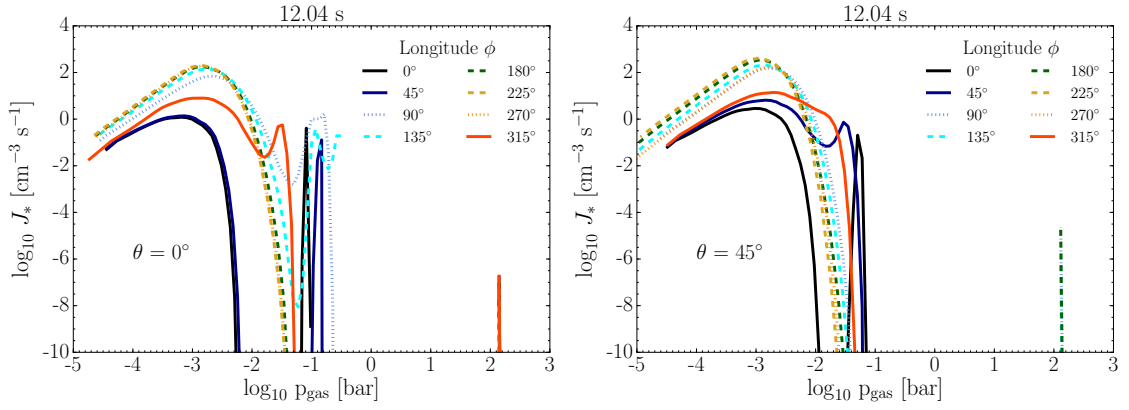 12.04 s
log₁₀ J* [cm⁻³ s⁻¹]
4
2
0
-2
-4
-6
-8
-10
Longitude ϕ
0° 180°
45° 225°
90° 270°
135° 315°
θ = 0°
-5 -4 -3 -2 -1 0 1 2 3
log₁₀ p_gas [bar]
12.04 s
log₁₀ J* [cm⁻³ s⁻¹]
4
2
0
-2
-4
-6
-8
-10
Longitude ϕ
0° 180°
45° 225°
90° 270°
135° 315°
θ = 45°
-5 -4 -3 -2 -1 0 1 2 3
log₁₀ p_gas [bar]